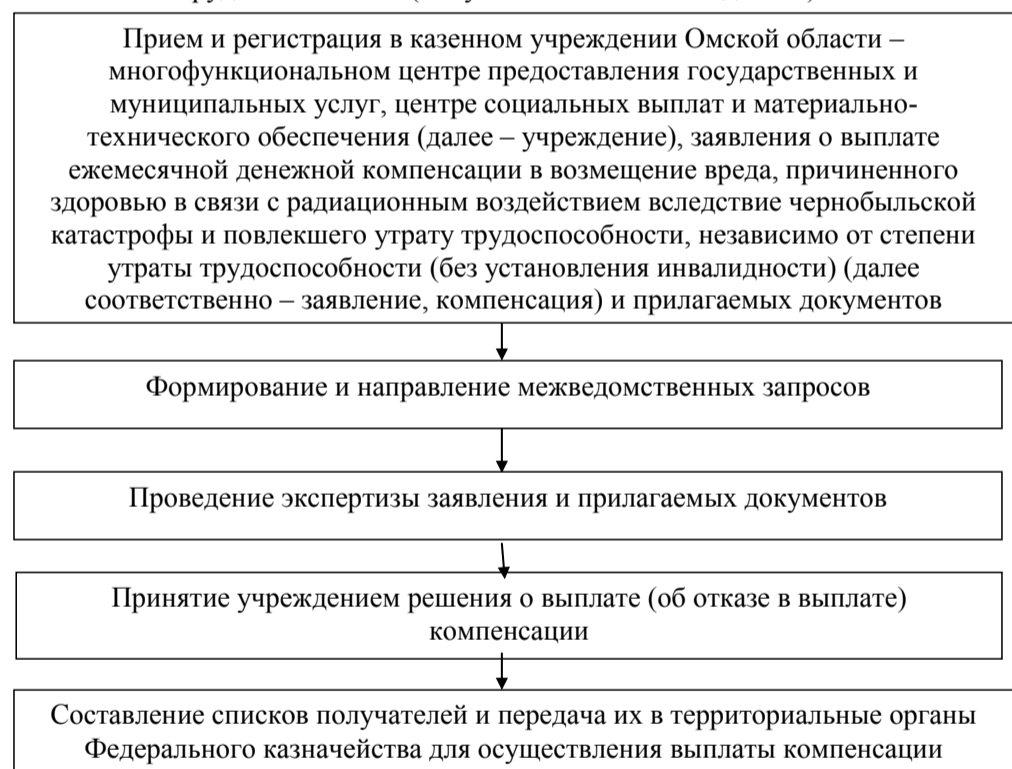 Прием и регистрация в казенном учреждении Омской области –
многофункциональном центре предоставления государственных и
муниципальных услуг, центре социальных выплат и материально-
технического обеспечения (далее – учреждение), заявления о выплате
ежемесячной денежной компенсации в возмещение вреда, причиненного
здоровью в связи с радиационным воздействием вследствие чернобыльской
катастрофы и повлекшего утрату трудоспособности, независимо от степени
утраты трудоспособности (без установления инвалидности) (далее
соответственно – заявление, компенсация) и прилагаемых документов
Формирование и направление межведомственных запросов
Проведение экспертизы заявления и прилагаемых документов
Принятие учреждением решения о выплате (об отказе в выплате)
компенсации
Составление списков получателей и передача их в территориальные органы
Федерального казначейства для осуществления выплаты компенсации